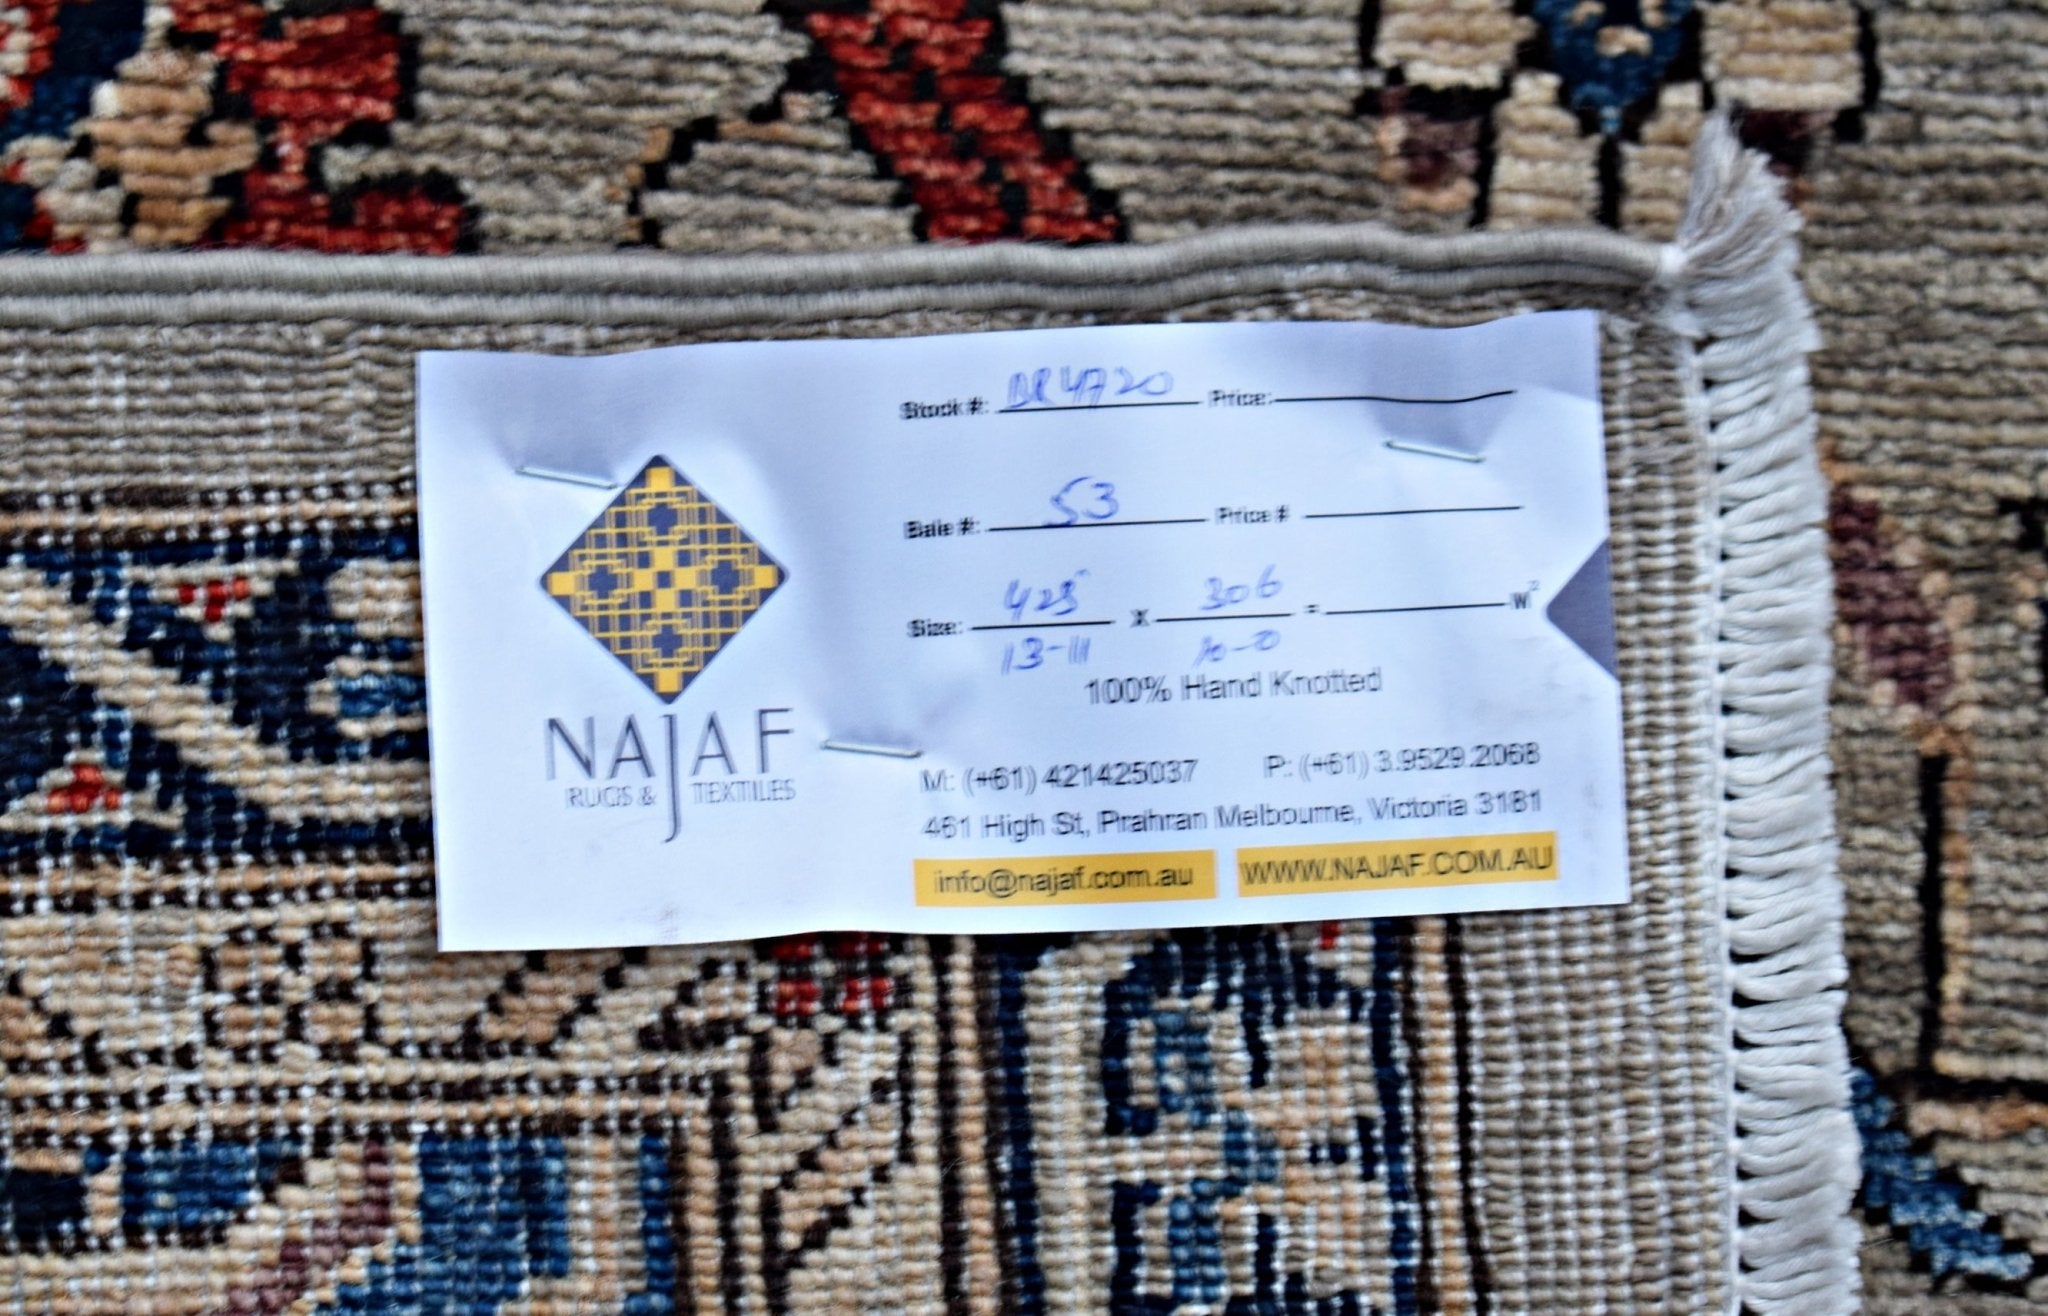 NAJAF
RUGS & TEXTILES
Stock #: BR4720 Price:
Bale #: 53 Price #
Size: 425 X 306 = M²
13-11 10-0
100% Hand Knotted
M: (+61) 421425037 P: (+61) 3.9529.2068
461 High St, Prahran Melbourne, Victoria 3181
info@najaf.com.au WWW.NAJAF.COM.AU